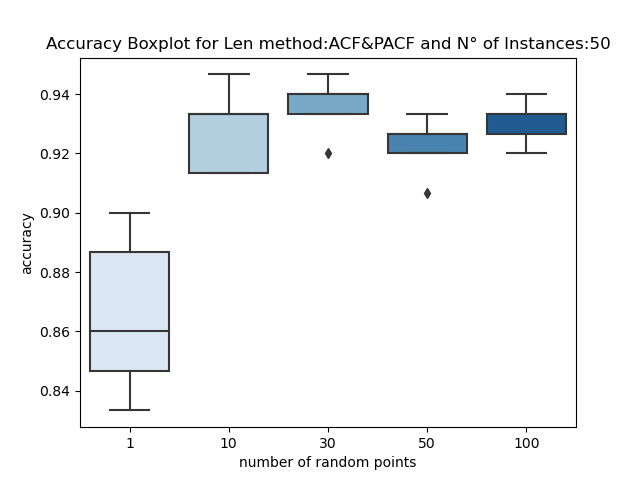 Accuracy Boxplot for Len method:ACF&PACF and N° of Instances:50
0.94
0.92
0.90
0.88
0.86
0.84
accuracy
1 10 30 50 100
number of random points